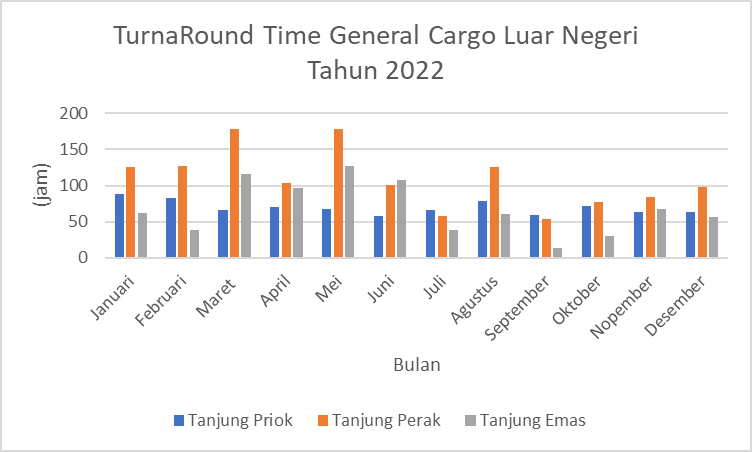 TurnaRound Time General Cargo Luar Negeri
Tahun 2022
200
150
100
50
0
(jam)
Januari
Februari
Maret
April
Mei
Juni
Juli
Agustus
September
Oktober
Nopember
Desember
Bulan
Tanjung Priok
Tanjung Perak
Tanjung Emas